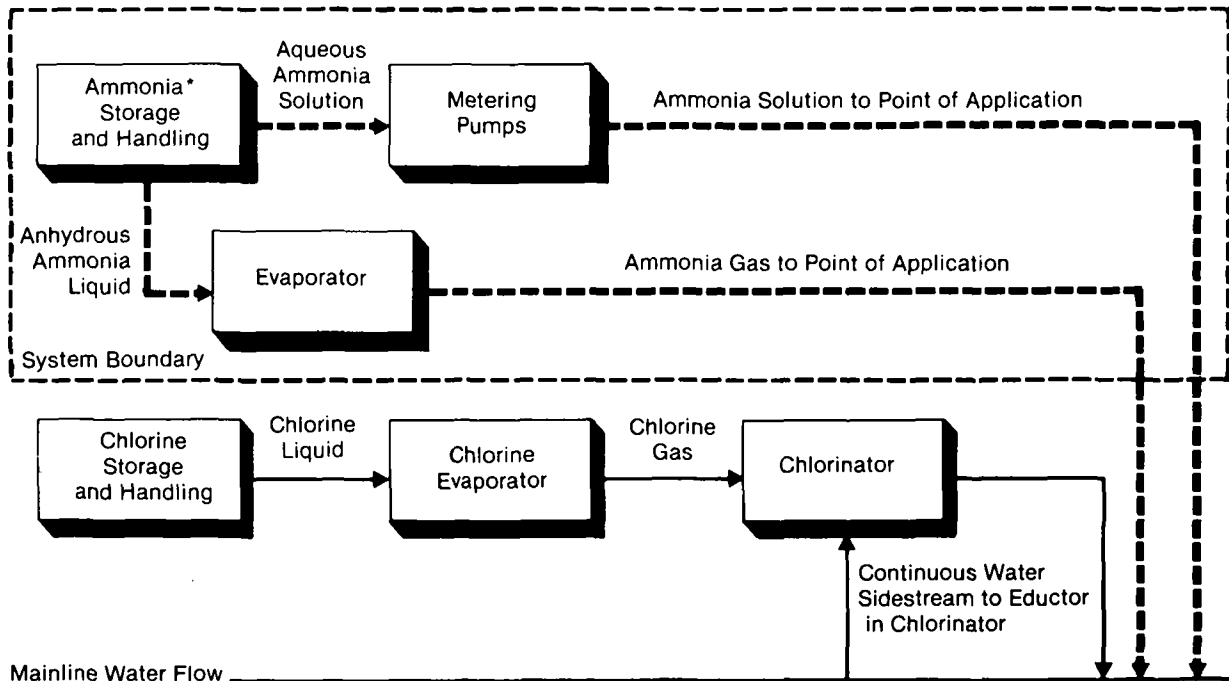 Ammonia*
Storage
and Handling
Aqueous
Ammonia
Solution
Metering
Pumps
Ammonia Solution to Point of Application
Anhydrous
Ammonia
Liquid
Evaporator
Ammonia Gas to Point of Application
System Boundary
Chlorine
Storage
and Handling
Chlorine
Liquid
Chlorine
Evaporator
Chlorine
Gas
Chlorinator
Continuous Water
Sidestream to Eductor
in Chlorinator
Mainline Water Flow